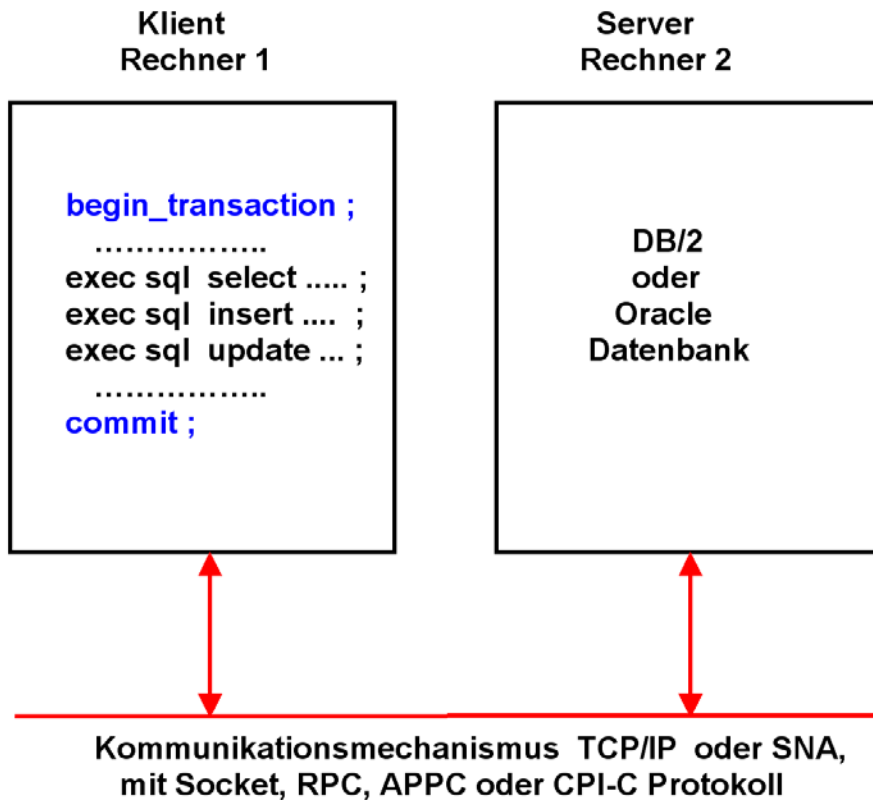 Klient
Rechner 1
Server
Rechner 2
begin_transaction ;
……………..
exec sql select ..... ;
exec sql insert .... ;
exec sql update ... ;
……………..
commit ;
DB/2
oder
Oracle
Datenbank
Kommunikationsmechanismus TCP/IP oder SNA,
mit Socket, RPC, APPC oder CPI-C Protokoll